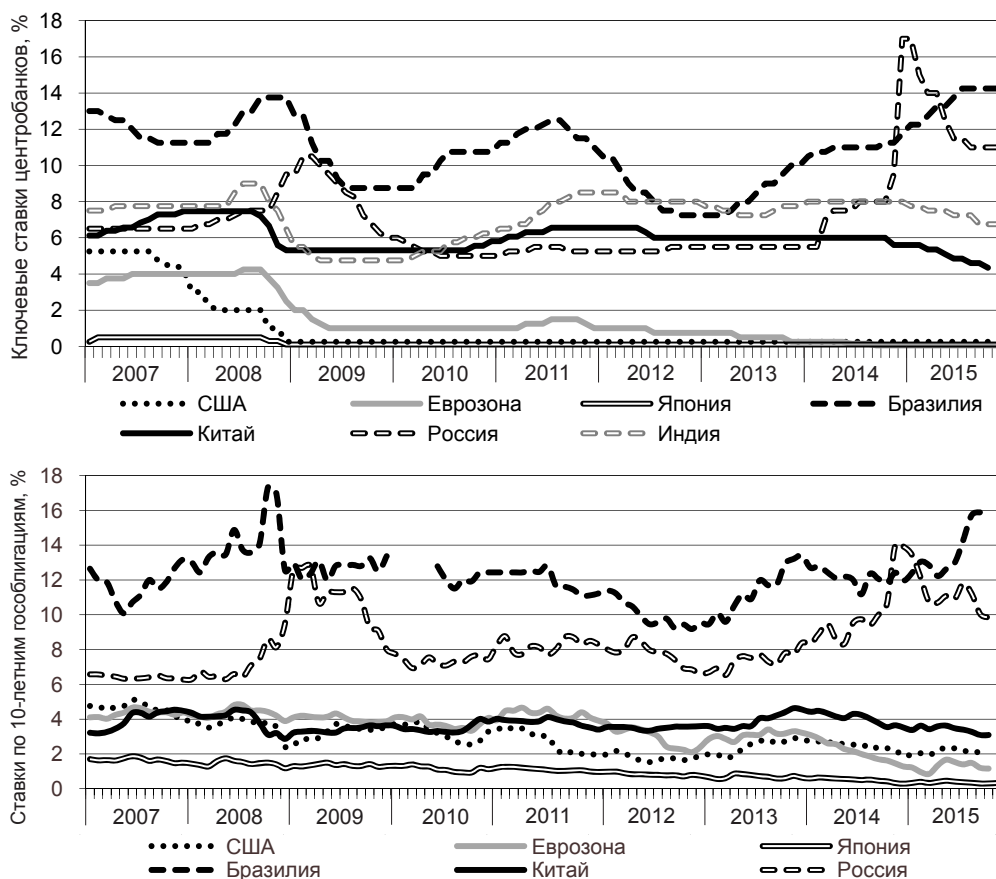 Ключевые ставки центробанков, %
18
16
14
12
10
8
6
4
2
0
2007 2008 2009 2010 2011 2012 2013 2014 2015
США Еврозона Япония Бразилия
Китай Россия Индия
Ставки по 10-летним гособлигациям, %
18
16
14
12
10
8
6
4
2
0
2007 2008 2009 2010 2011 2012 2013 2014 2015
США Еврозона Япония
Бразилия Китай Россия